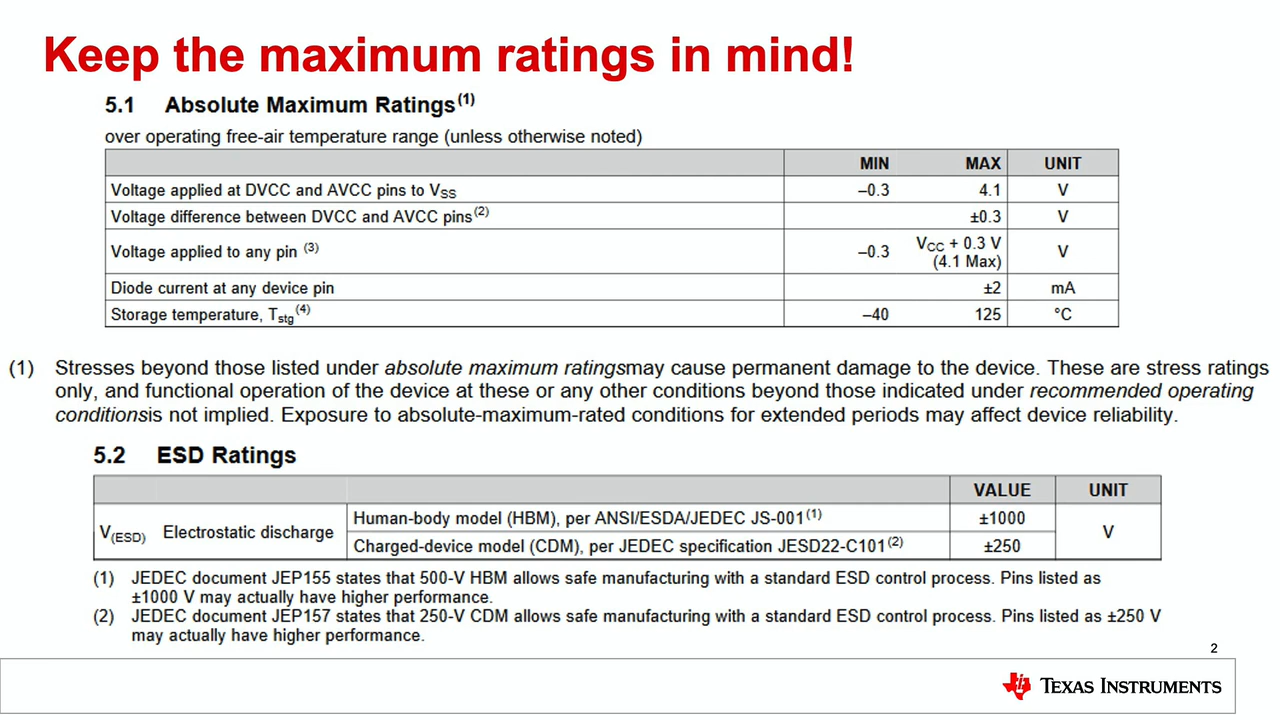 Keep the maximum ratings in mind!
5.1 Absolute Maximum Ratings(1)
over operating free-air temperature range (unless otherwise noted)
MIN MAX UNIT
Voltage applied at DVCC and AVCC pins to VSS –0.3 4.1 V
Voltage difference between DVCC and AVCC pins(2) ±0.3 V
Voltage applied to any pin (3) –0.3 VCC + 0.3 V (4.1 Max) V
Diode current at any device pin ±2 mA
Storage temperature, Tstg(4) –40 125 °C
(1) Stresses beyond those listed under absolute maximum ratingsmay cause permanent damage to the device. These are stress ratings
only, and functional operation of the device at these or any other conditions beyond those indicated under recommended operating
conditionsis not implied. Exposure to absolute-maximum-rated conditions for extended periods may affect device reliability.
5.2 ESD Ratings
VALUE UNIT
V(ESD) Electrostatic discharge Human-body model (HBM), per ANSI/ESDA/JEDEC JS-001(1) ±1000 V
Charged-device model (CDM), per JEDEC specification JESD22-C101(2) ±250
(1) JEDEC document JEP155 states that 500-V HBM allows safe manufacturing with a standard ESD control process. Pins listed as
±1000 V may actually have higher performance.
(2) JEDEC document JEP157 states that 250-V CDM allows safe manufacturing with a standard ESD control process. Pins listed as ±250 V
may actually have higher performance.
2
TEXAS INSTRUMENTS